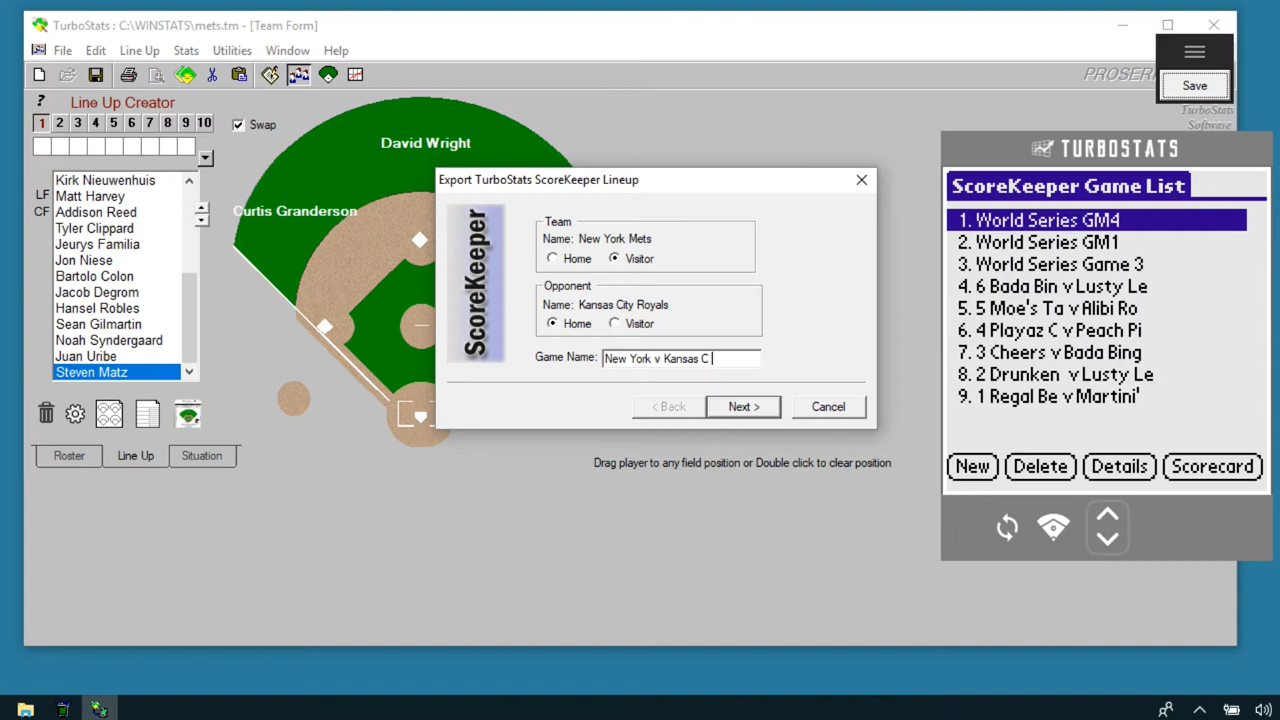 TurboStats : C:\WINSTATS\mets.tm - [Team Form]
File Edit Line Up Stats Utilities Window Help
Save
TurboStats
Software
? Line Up Creator
1 2 3 4 5 6 7 8 9 10
Swap
David Wright
Curtis Granderson
LF
CF
Kirk Nieuwenhuis
Matt Harvey
Addison Reed
Tyler Clippard
Jeurys Familia
Jon Niese
Bartolo Colon
Jacob Degrom
Hansel Robles
Sean Gilmartin
Noah Syndergaard
Juan Uribe
Steven Matz
Roster Line Up Situation
Export TurboStats ScoreKeeper Lineup
ScoreKeeper
Team
Name: New York Mets
Home Visitor
Opponent
Name: Kansas City Royals
Home Visitor
Game Name: New York v Kansas C
< Back Next > Cancel
Drag player to any field position or Double click to clear position
TURBOSTATS
ScoreKeeper Game List
1. World Series GM4
2. World Series GM1
3. World Series Game 3
4. 6 Bada Bin v Lusty Le
5. 5 Moe's Ta v Alibi Ro
6. 4 Playaz C v Peach Pi
7. 3 Cheers v Bada Bing
8. 2 Drunken v Lusty Le
9. 1 Regal Be v Martini'
New Delete Details Scorecard